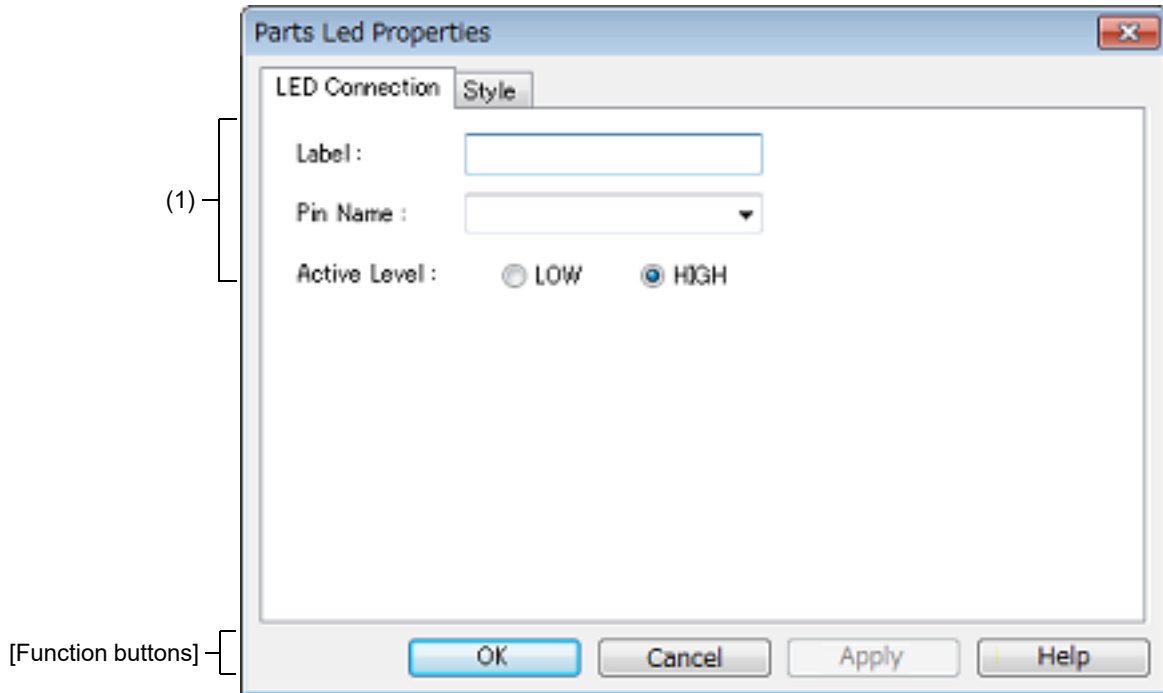 Parts Led Properties
LED Connection Style
Label :
(1)
Pin Name :
Active Level : LOW HIGH
[Function buttons] OK Cancel Apply Help